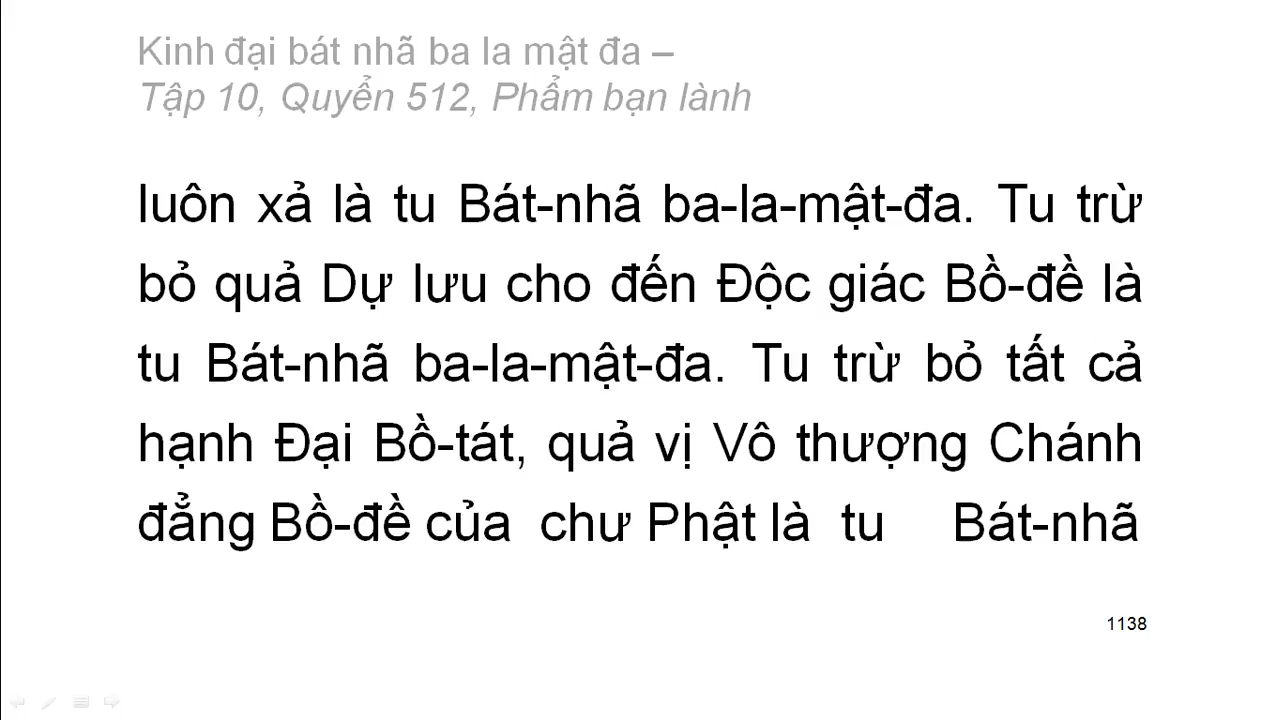 Kinh đại bát nhã ba la mật đa –
Tập 10, Quyển 512, Phẩm bạn lành
luôn xả là tu Bát-nhã ba-la-mật-đa. Tu trừ
bỏ quả Dự lưu cho đến Độc giác Bồ-đề là
tu Bát-nhã ba-la-mật-đa. Tu trừ bỏ tất cả
hạnh Đại Bồ-tát, quả vị Vô thượng Chánh
đẳng Bồ-đề của chư Phật là tu Bát-nhã
1138